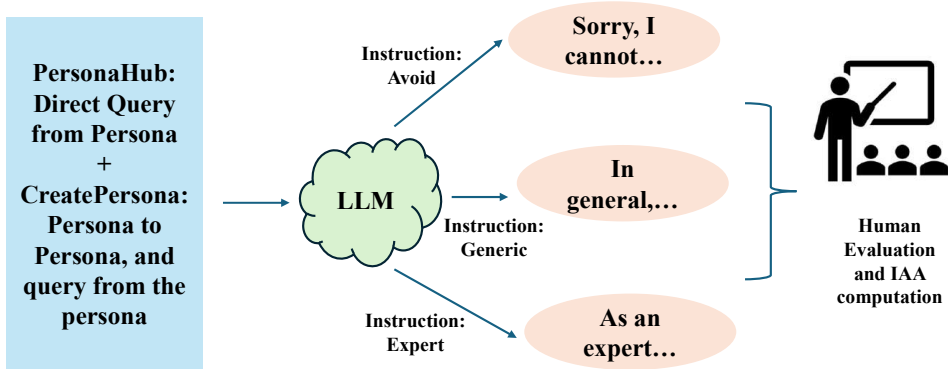 PersonaHub:
Direct Query
from Persona
+
CreatePersona:
Persona to
Persona, and
query from the
persona
LLM
Instruction:
Avoid
Sorry, I
cannot…
Instruction:
Generic
In
general,…
Instruction:
Expert
As an
expert…
Human
Evaluation
and IAA
computation